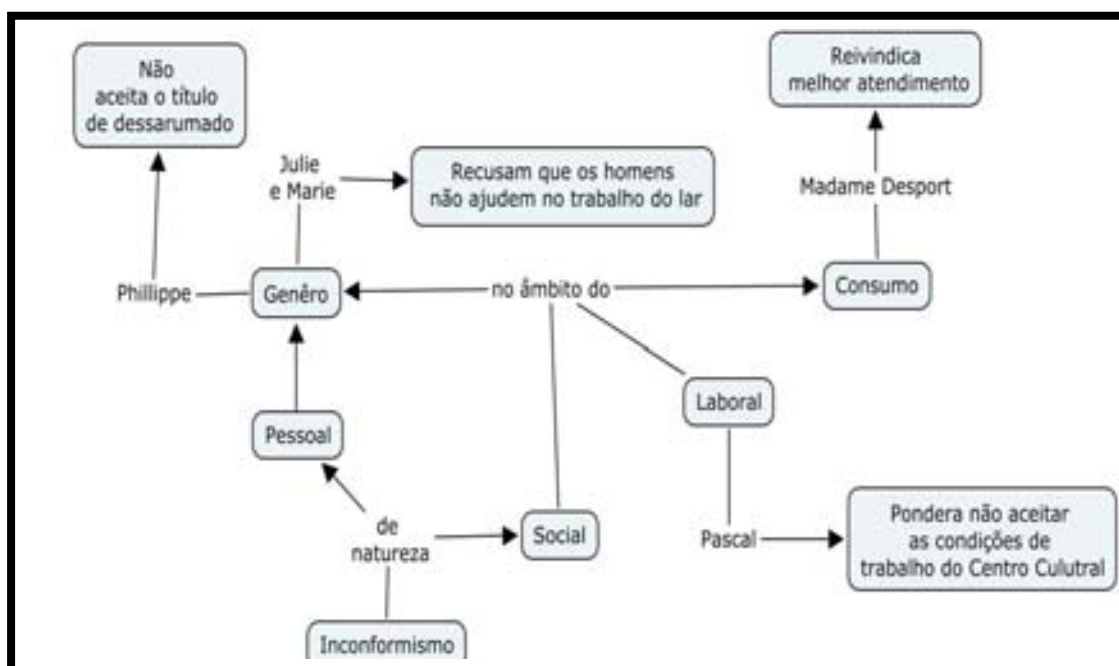 Não
aceita o título
de dessarumado
Reivindica
melhor atendimento
Julie
e Marie
Recusam que os homens
não ajudem no trabalho do lar
Madame Desport
Phillippe
Genêro
no âmbito do
Consumo
Laboral
Pessoal
de
natureza
Social
Pascal
Pondera não aceitar
as condições de
trabalho do Centro Culutral
Inconformismo